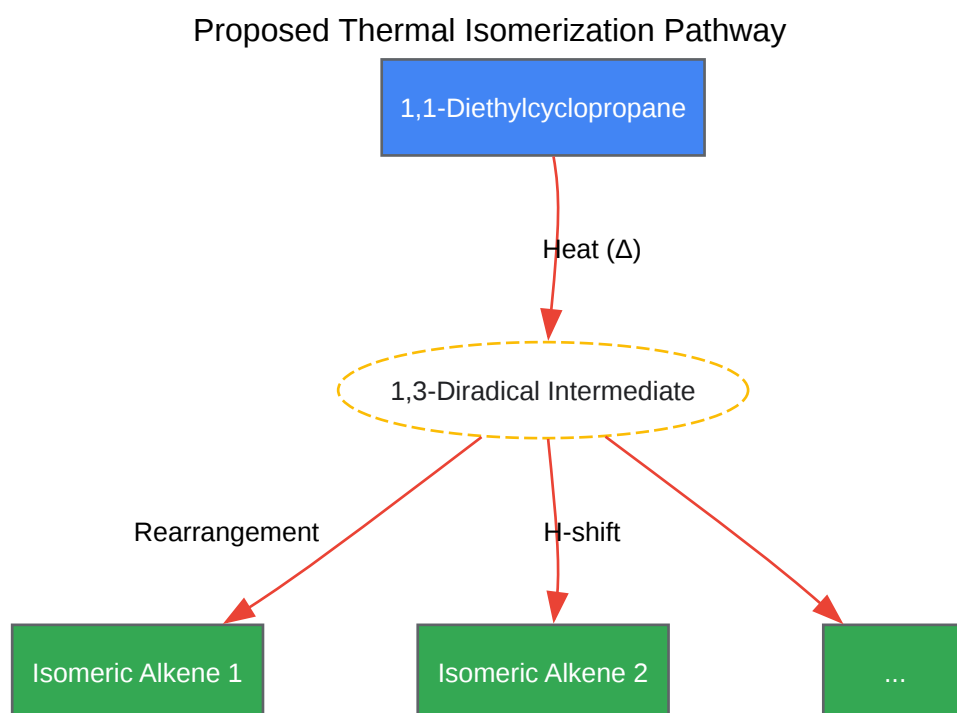 Proposed Thermal Isomerization Pathway
1,1-Diethylcyclopropane
Heat (Δ)
1,3-Diradical Intermediate
Rearrangement
H-shift
Isomeric Alkene 1
Isomeric Alkene 2
...